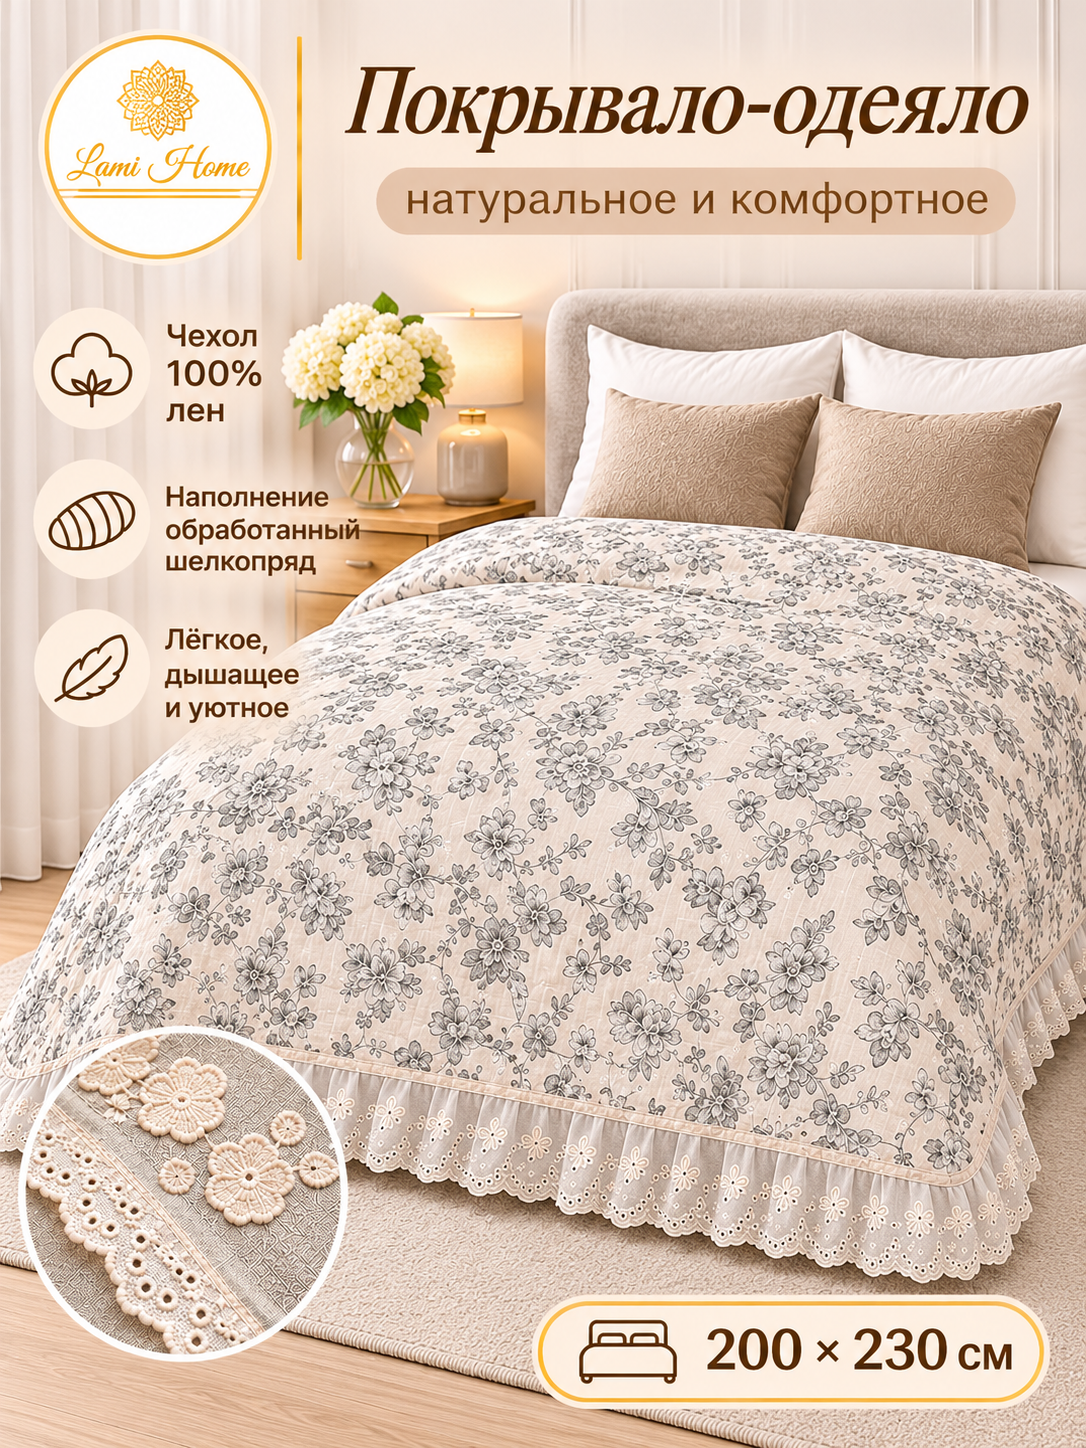 Lami Home
Покрывало-одеяло
натуральное и комфортное
Чехол
100%
лен
Наполнение
обработанный
шелкопряд
Лёгкое,
дышащее
и уютное
200 × 230 см